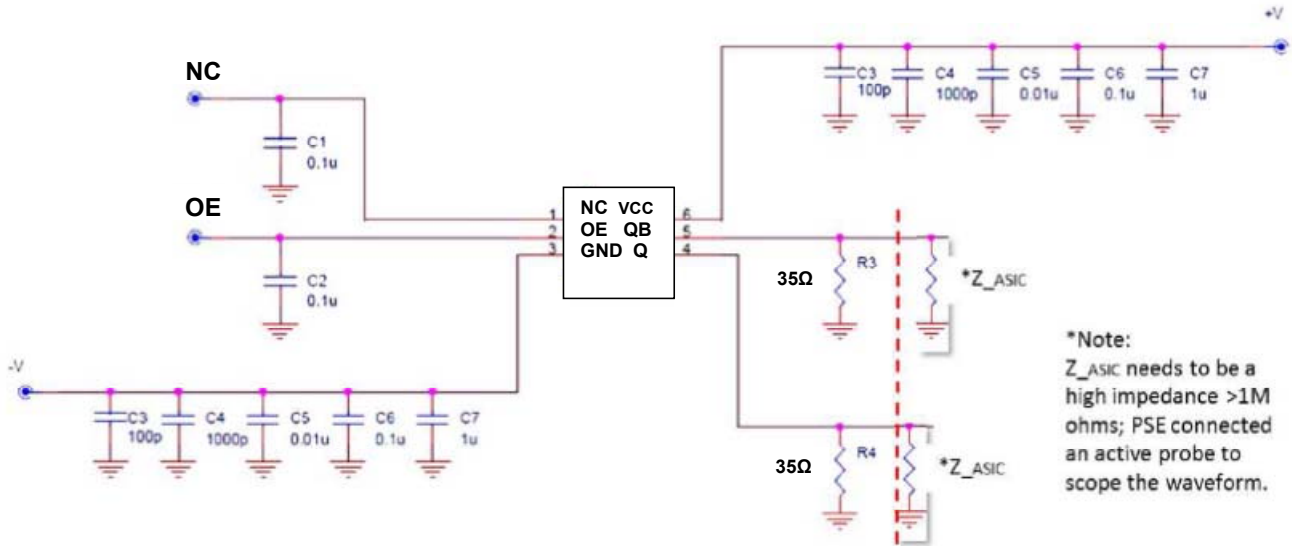 +V
NC
C3
100p
C4
1000p
C5
0.01u
C6
0.1u
C7
1u
C1
0.1u
OE
NC VCC
OE QB
GND Q
1
2
3
6
5
4
C2
0.1u
35Ω
R3
*Z_ASIC
-V
C3
100p
C4
1000p
C5
0.01u
C6
0.1u
C7
1u
35Ω
R4
*Z_ASIC
*Note:
Z_ASIC needs to be a
high impedance >1M
ohms; PSE connected
an active probe to
scope the waveform.